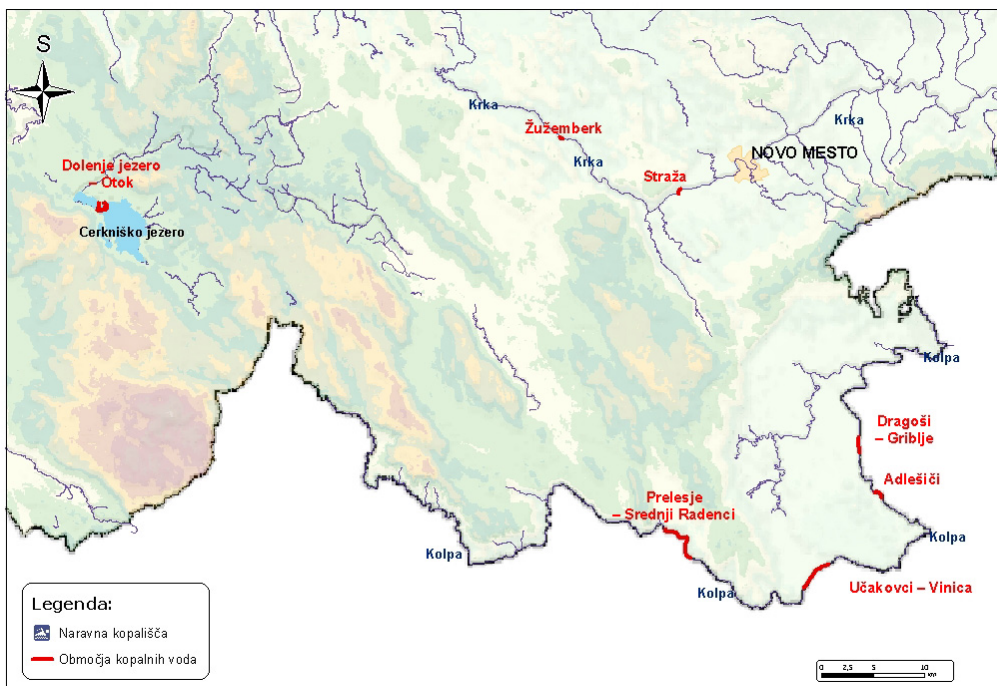 S
Krka
Žužemberk
Krka
Krka
NOVO MESTO
Straža
Dolenje jezero
– Otok
Cerkniško jezero
Kolpa
Dragoši
– Griblje
Adlešiči
Prelesje
– Srednji Radenci
Kolpa
Kolpa
Kolpa
Učakovci – Vinica
Legenda:
Naravna kopališča
Območja kopalnih voda
0 2,5 5 10
km